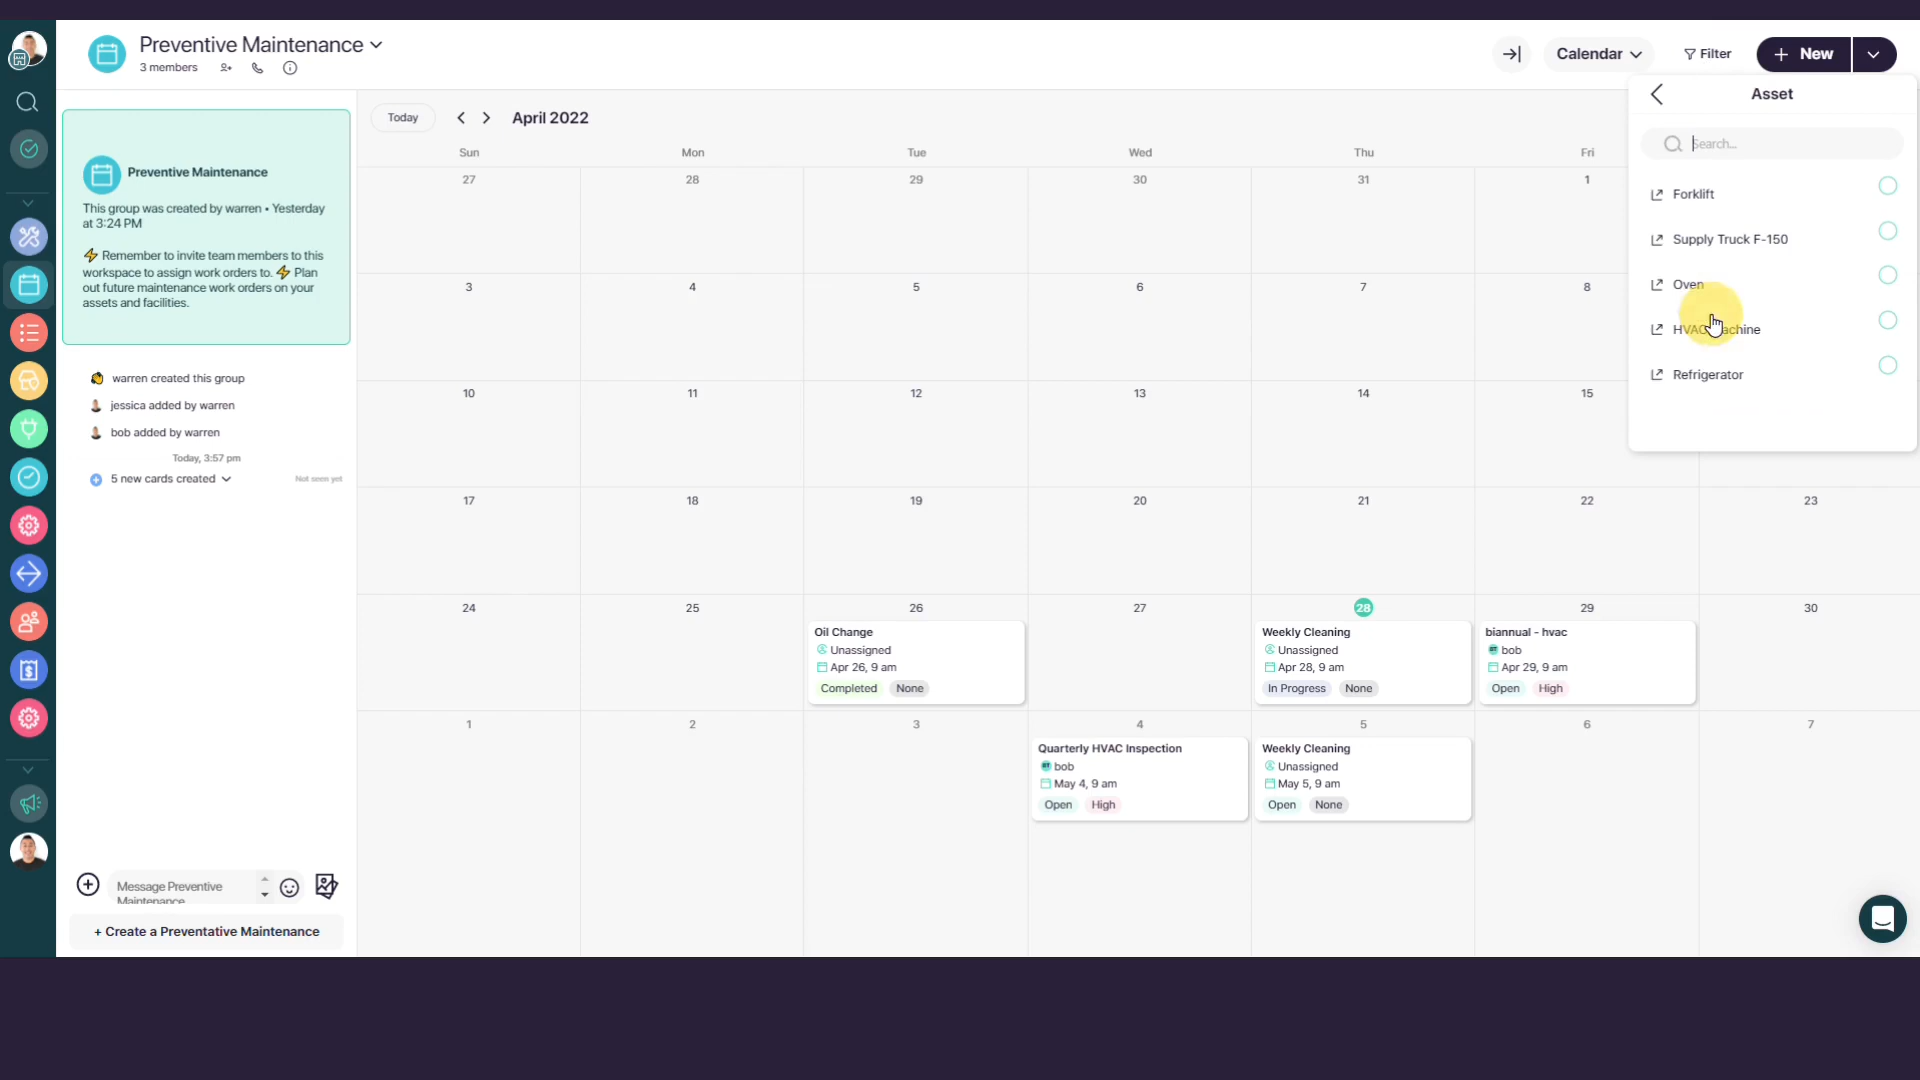 Preventive Maintenance
3 members
Calendar
Filter
+ New
Preventive Maintenance
This group was created by warren • Yesterday
at 3:24 PM
⚡ Remember to invite team members to this
workspace to assign work orders to. ⚡ Plan
out future maintenance work orders on your
assets and facilities.
warren created this group
jessica added by warren
bob added by warren
Today, 3:57 pm
5 new cards created
Not seen yet
Message Preventive
Maintenance
+ Create a Preventative Maintenance
Today
April 2022
Sun Mon Tue Wed Thu Fri
27 28 29 30 31 1
3 4 5 6 7 8
10 11 12 13 14 15
17 18 19 20 21 22 23
24 25 26 27 28 29 30
Oil Change
Unassigned
Apr 26, 9 am
Completed None
Weekly Cleaning
Unassigned
Apr 28, 9 am
In Progress None
biannual - hvac
BT bob
Apr 29, 9 am
Open High
1 2 3 4 5 6 7
Quarterly HVAC Inspection
BT bob
May 4, 9 am
Open High
Weekly Cleaning
Unassigned
May 5, 9 am
Open None
Asset
Search...
Forklift
Supply Truck F-150
Oven
HVAC Machine
Refrigerator